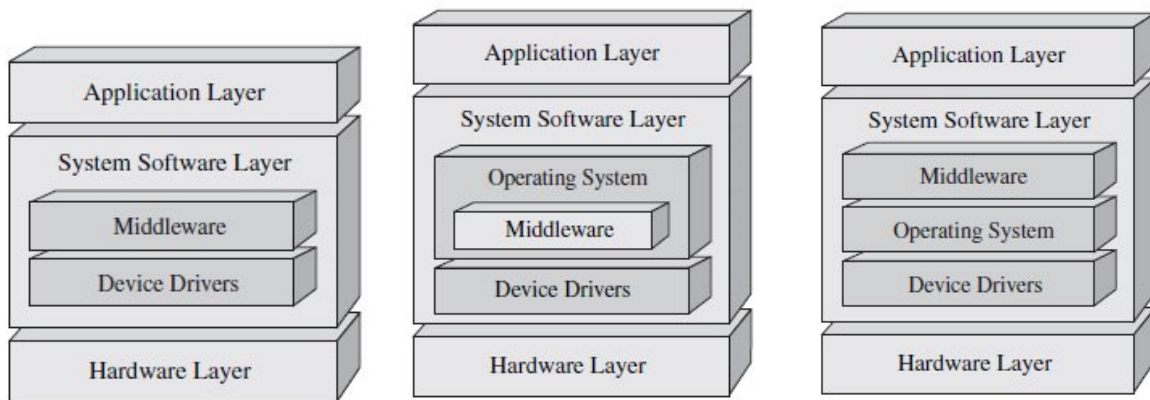 Application Layer
System Software Layer
Middleware
Device Drivers
Hardware Layer
Application Layer
System Software Layer
Operating System
Middleware
Device Drivers
Hardware Layer
Application Layer
System Software Layer
Middleware
Operating System
Device Drivers
Hardware Layer